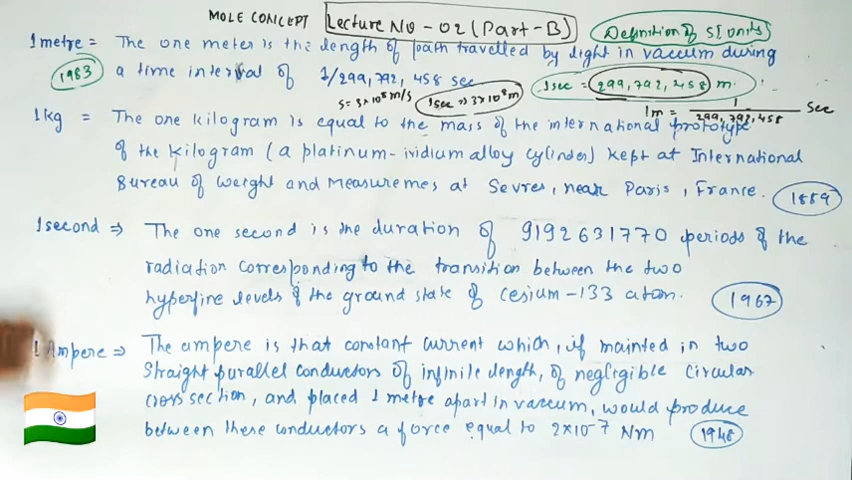 MOLE CONCEPT Lecture No - 02 (Part-B)
Definition of SI units
1 metre = The one meter is the length of path travelled by light in vaccum during
1983 a time interval of 1/299,792,458 sec
1sec = 299,792,458 m.
s = 3×10⁸ m/s 1sec => 3×10⁸ m
1m = 1/299,792,458 sec
1 kg = The one kilogram is equal to the mass of the international prototype
of the kilogram (a platinum-iridium alloy cylinder) kept at International
Bureau of Weight and Measuremes at Sevres, near Paris, France. 1889
1 second => The one second is the duration of 9192631770 periods of the
radiation corresponding to the transition between the two
hyperfine levels of the ground state of cesium-133 atom. 1967
1 Ampere => The ampere is that constant current which, if mainted in two
straight parallel conductors of infinile length, of negligible circular
cross section, and placed 1 metre apart in vaccum, would produce
between these conductors a force equal to 2×10⁻⁷ Nm 1948